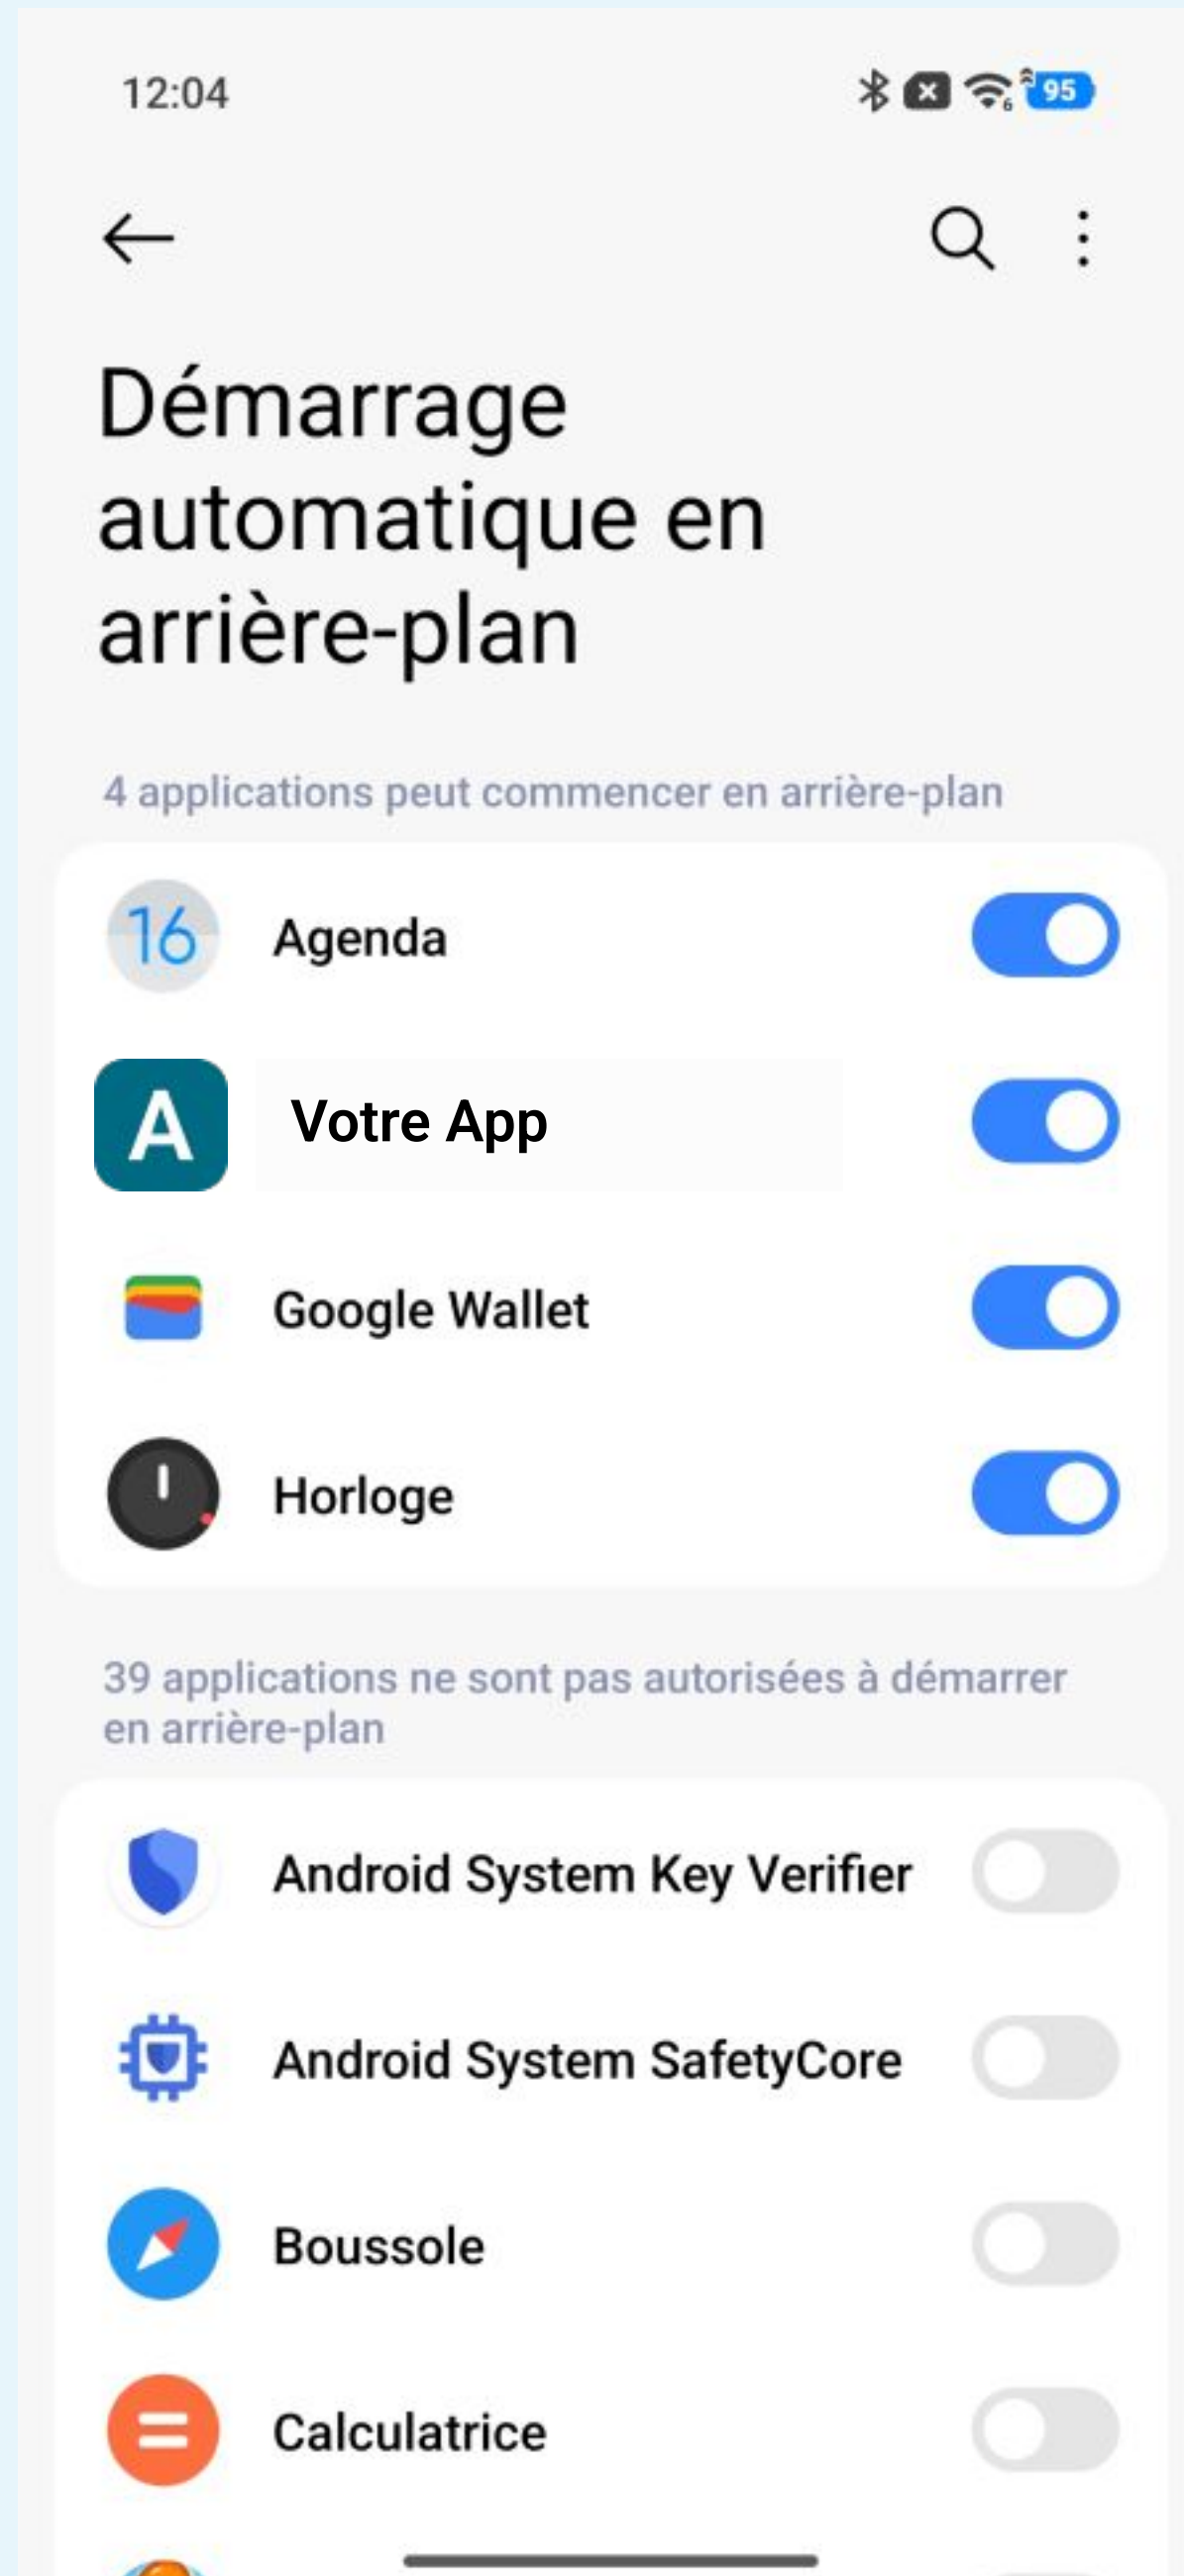 12:04
6
95
Démarrage
automatique en
arrière-plan
4 applications peut commencer en arrière-plan
16
Agenda
A
Votre App
Google Wallet
Horloge
39 applications ne sont pas autorisées à démarrer
en arrière-plan
Android System Key Verifier
Android System SafetyCore
Boussole
Calculatrice